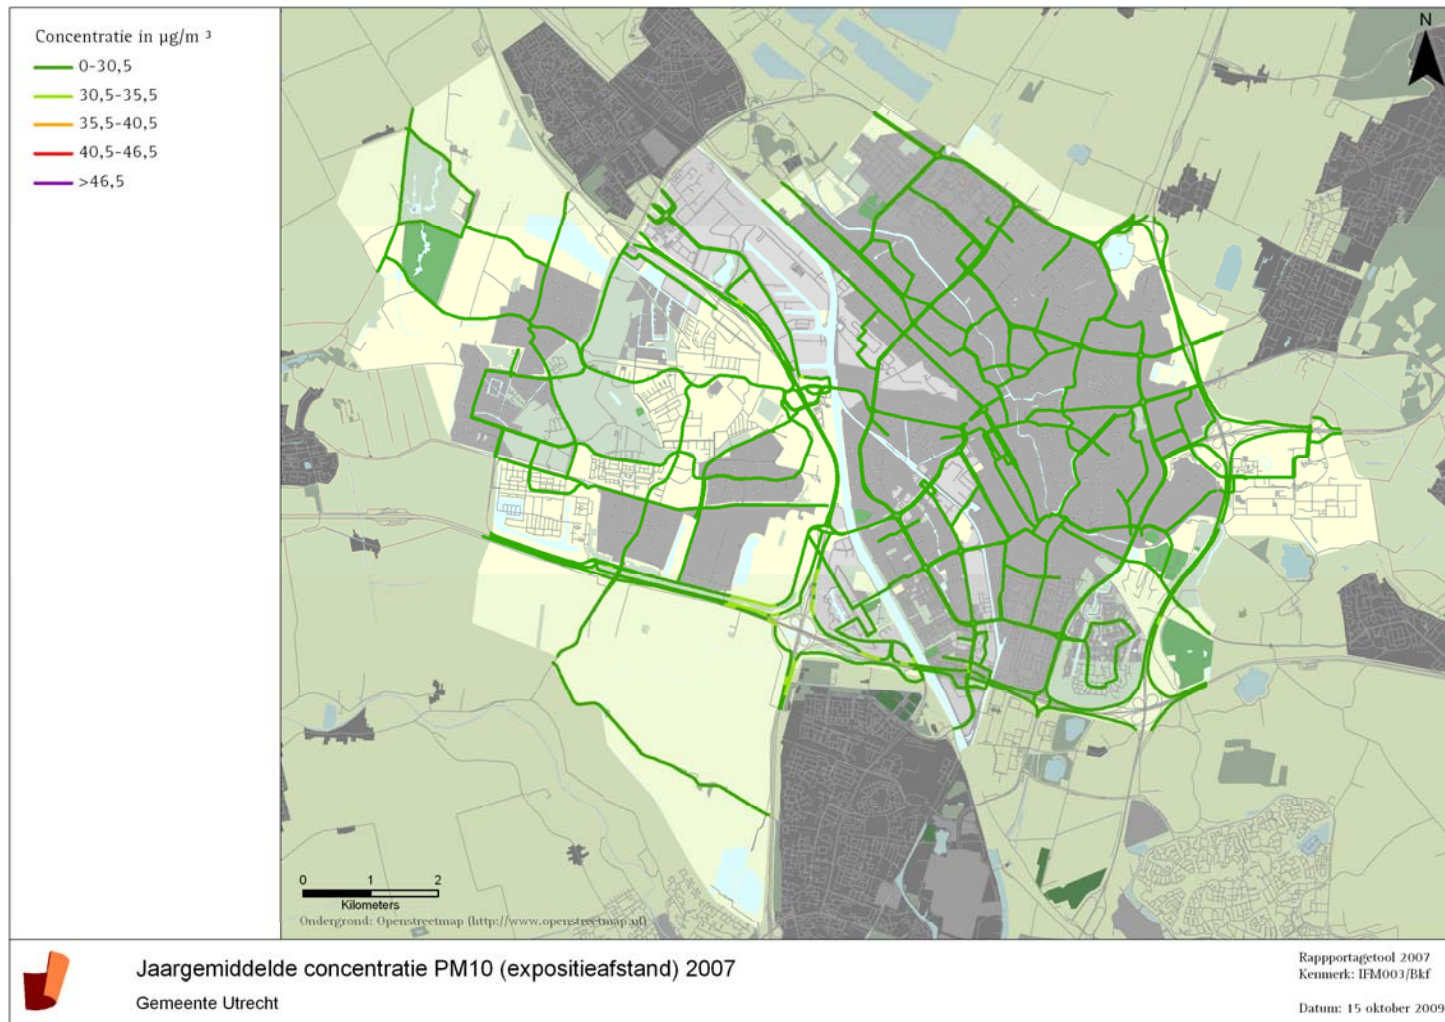 Concentratie in µg/m ³
0-30,5
30,5-35,5
35,5-40,5
40,5-46,5
>46,5
N
0 1 2
Kilometers
Ondergrond: Openstreetmap (http://www.openstreetmap.nl)
Jaargemiddelde concentratie PM10 (expositieafstand) 2007
Gemeente Utrecht
Rappportagetool 2007
Kenmerk: IFM003/Bkf
Datum: 15 oktober 2009